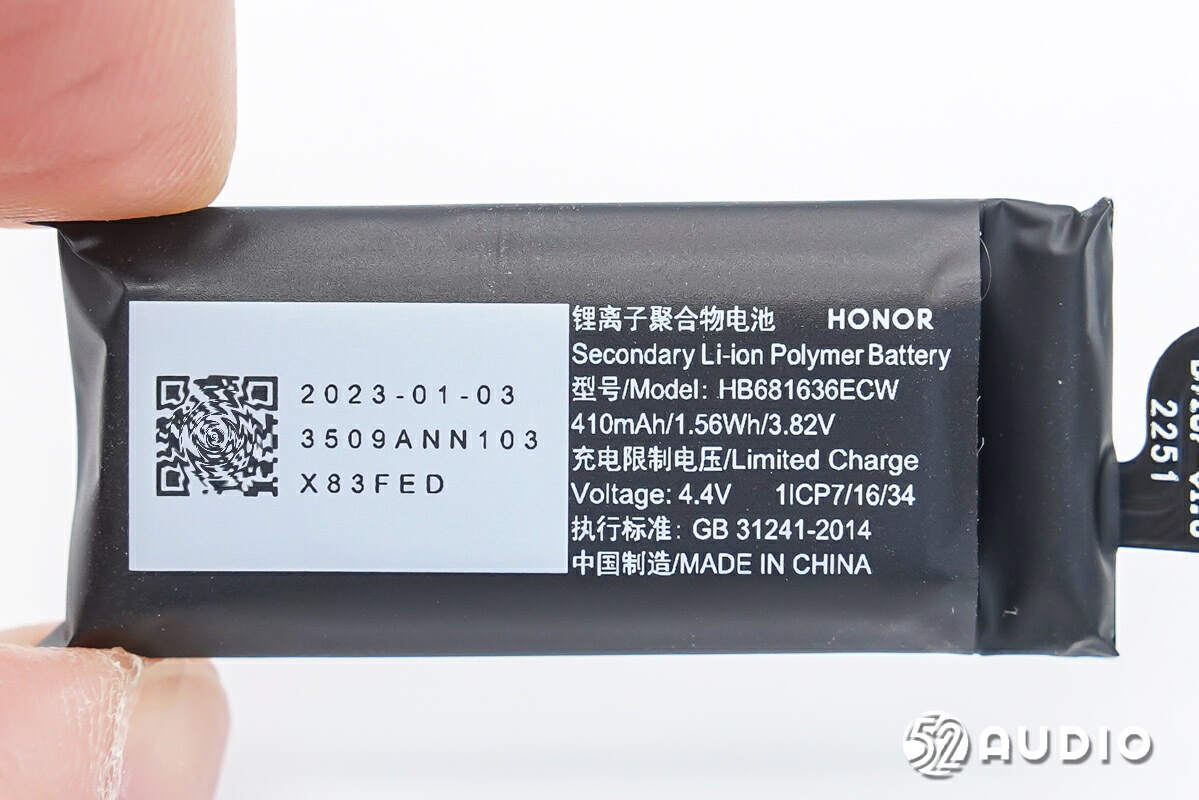 2023-01-03
3509ANN103
X83FED
锂离子聚合物电池 HONOR
Secondary Li-ion Polymer Battery
型号/Model: HB681636ECW
410mAh/1.56Wh/3.82V
充电限制电压/Limited Charge
Voltage: 4.4V 1ICP7/16/34
执行标准: GB 31241-2014
中国制造/MADE IN CHINA
2251
52 AUDIO